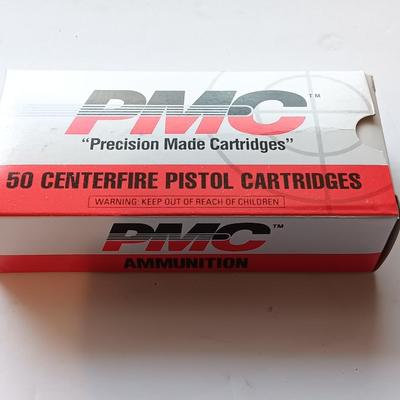 PMC™
"Precision Made Cartridges"
50 CENTERFIRE PISTOL CARTRIDGES
WARNING: KEEP OUT OF REACH OF CHILDREN
PMC™
AMMUNITION